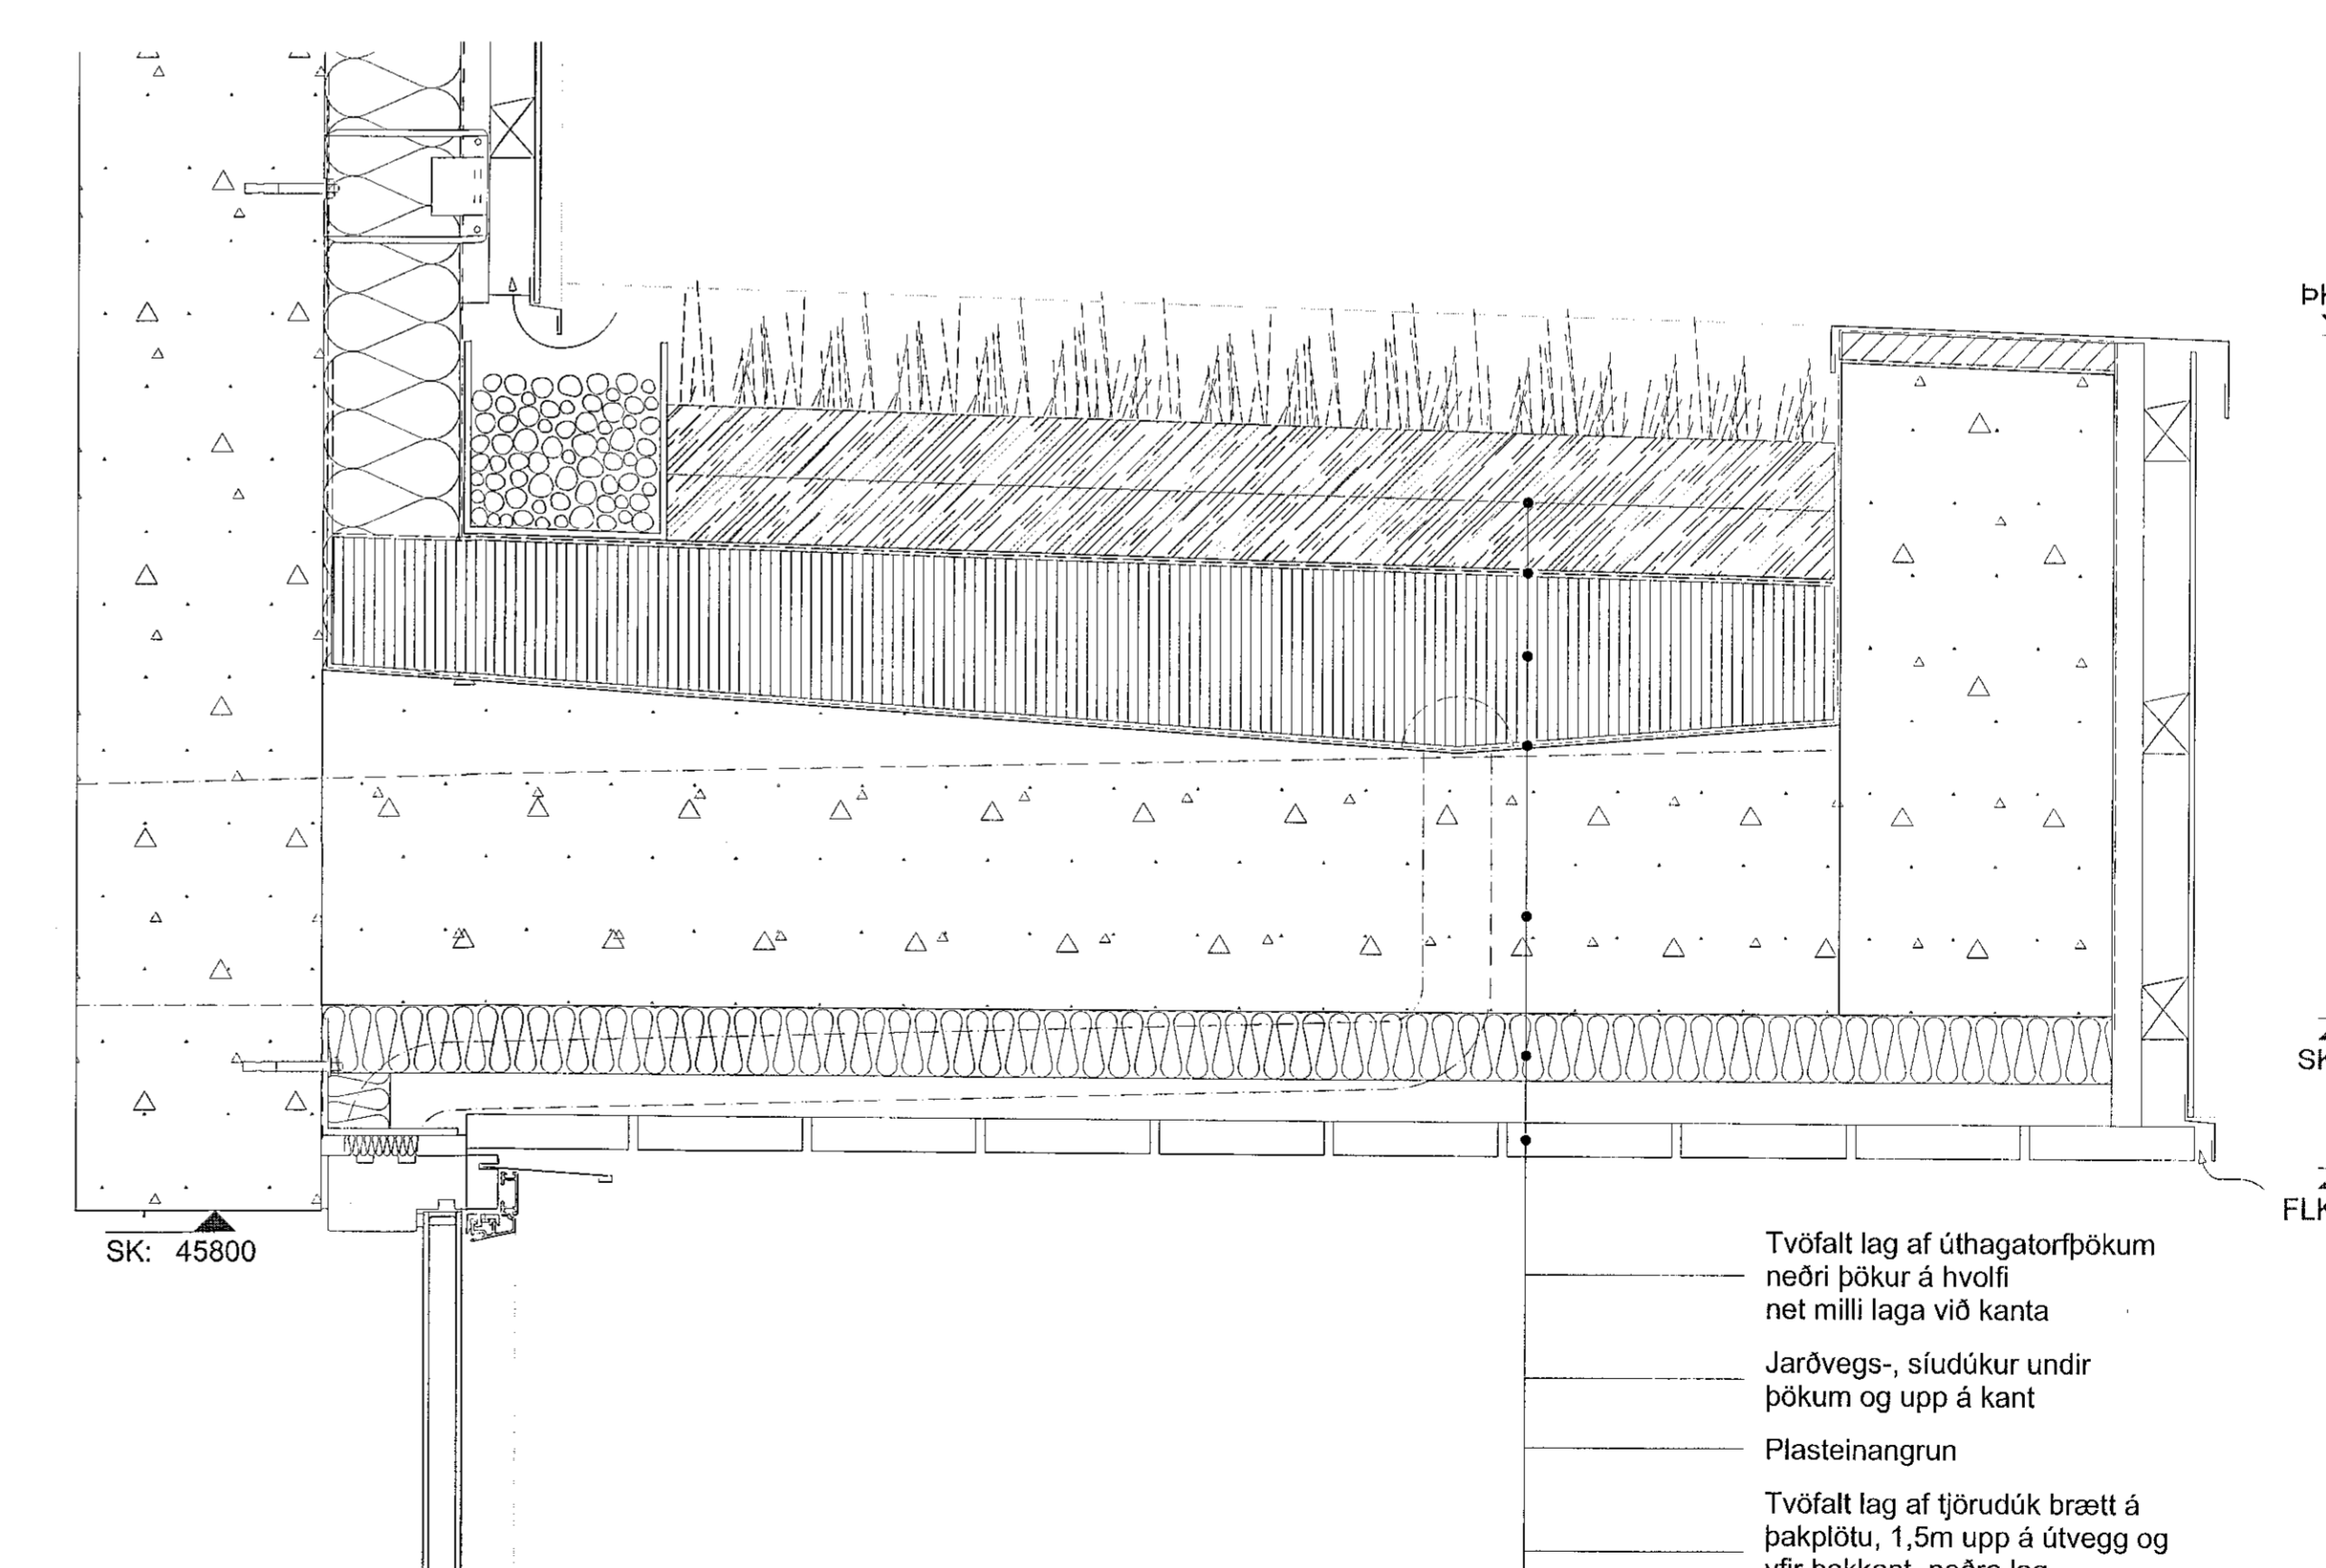 ÞK
SK
FLK
SK: 45800
Tvöfalt lag af úthagatorfþökum
neðri þökur á hvolfi
net milli laga við kanta
Jarðvegs-, síudúkur undir
þökum og upp á kant
Plasteinangrun
Tvöfalt lag af tjörudúk brætt á
þakplötu, 1,5m upp á útvegg og